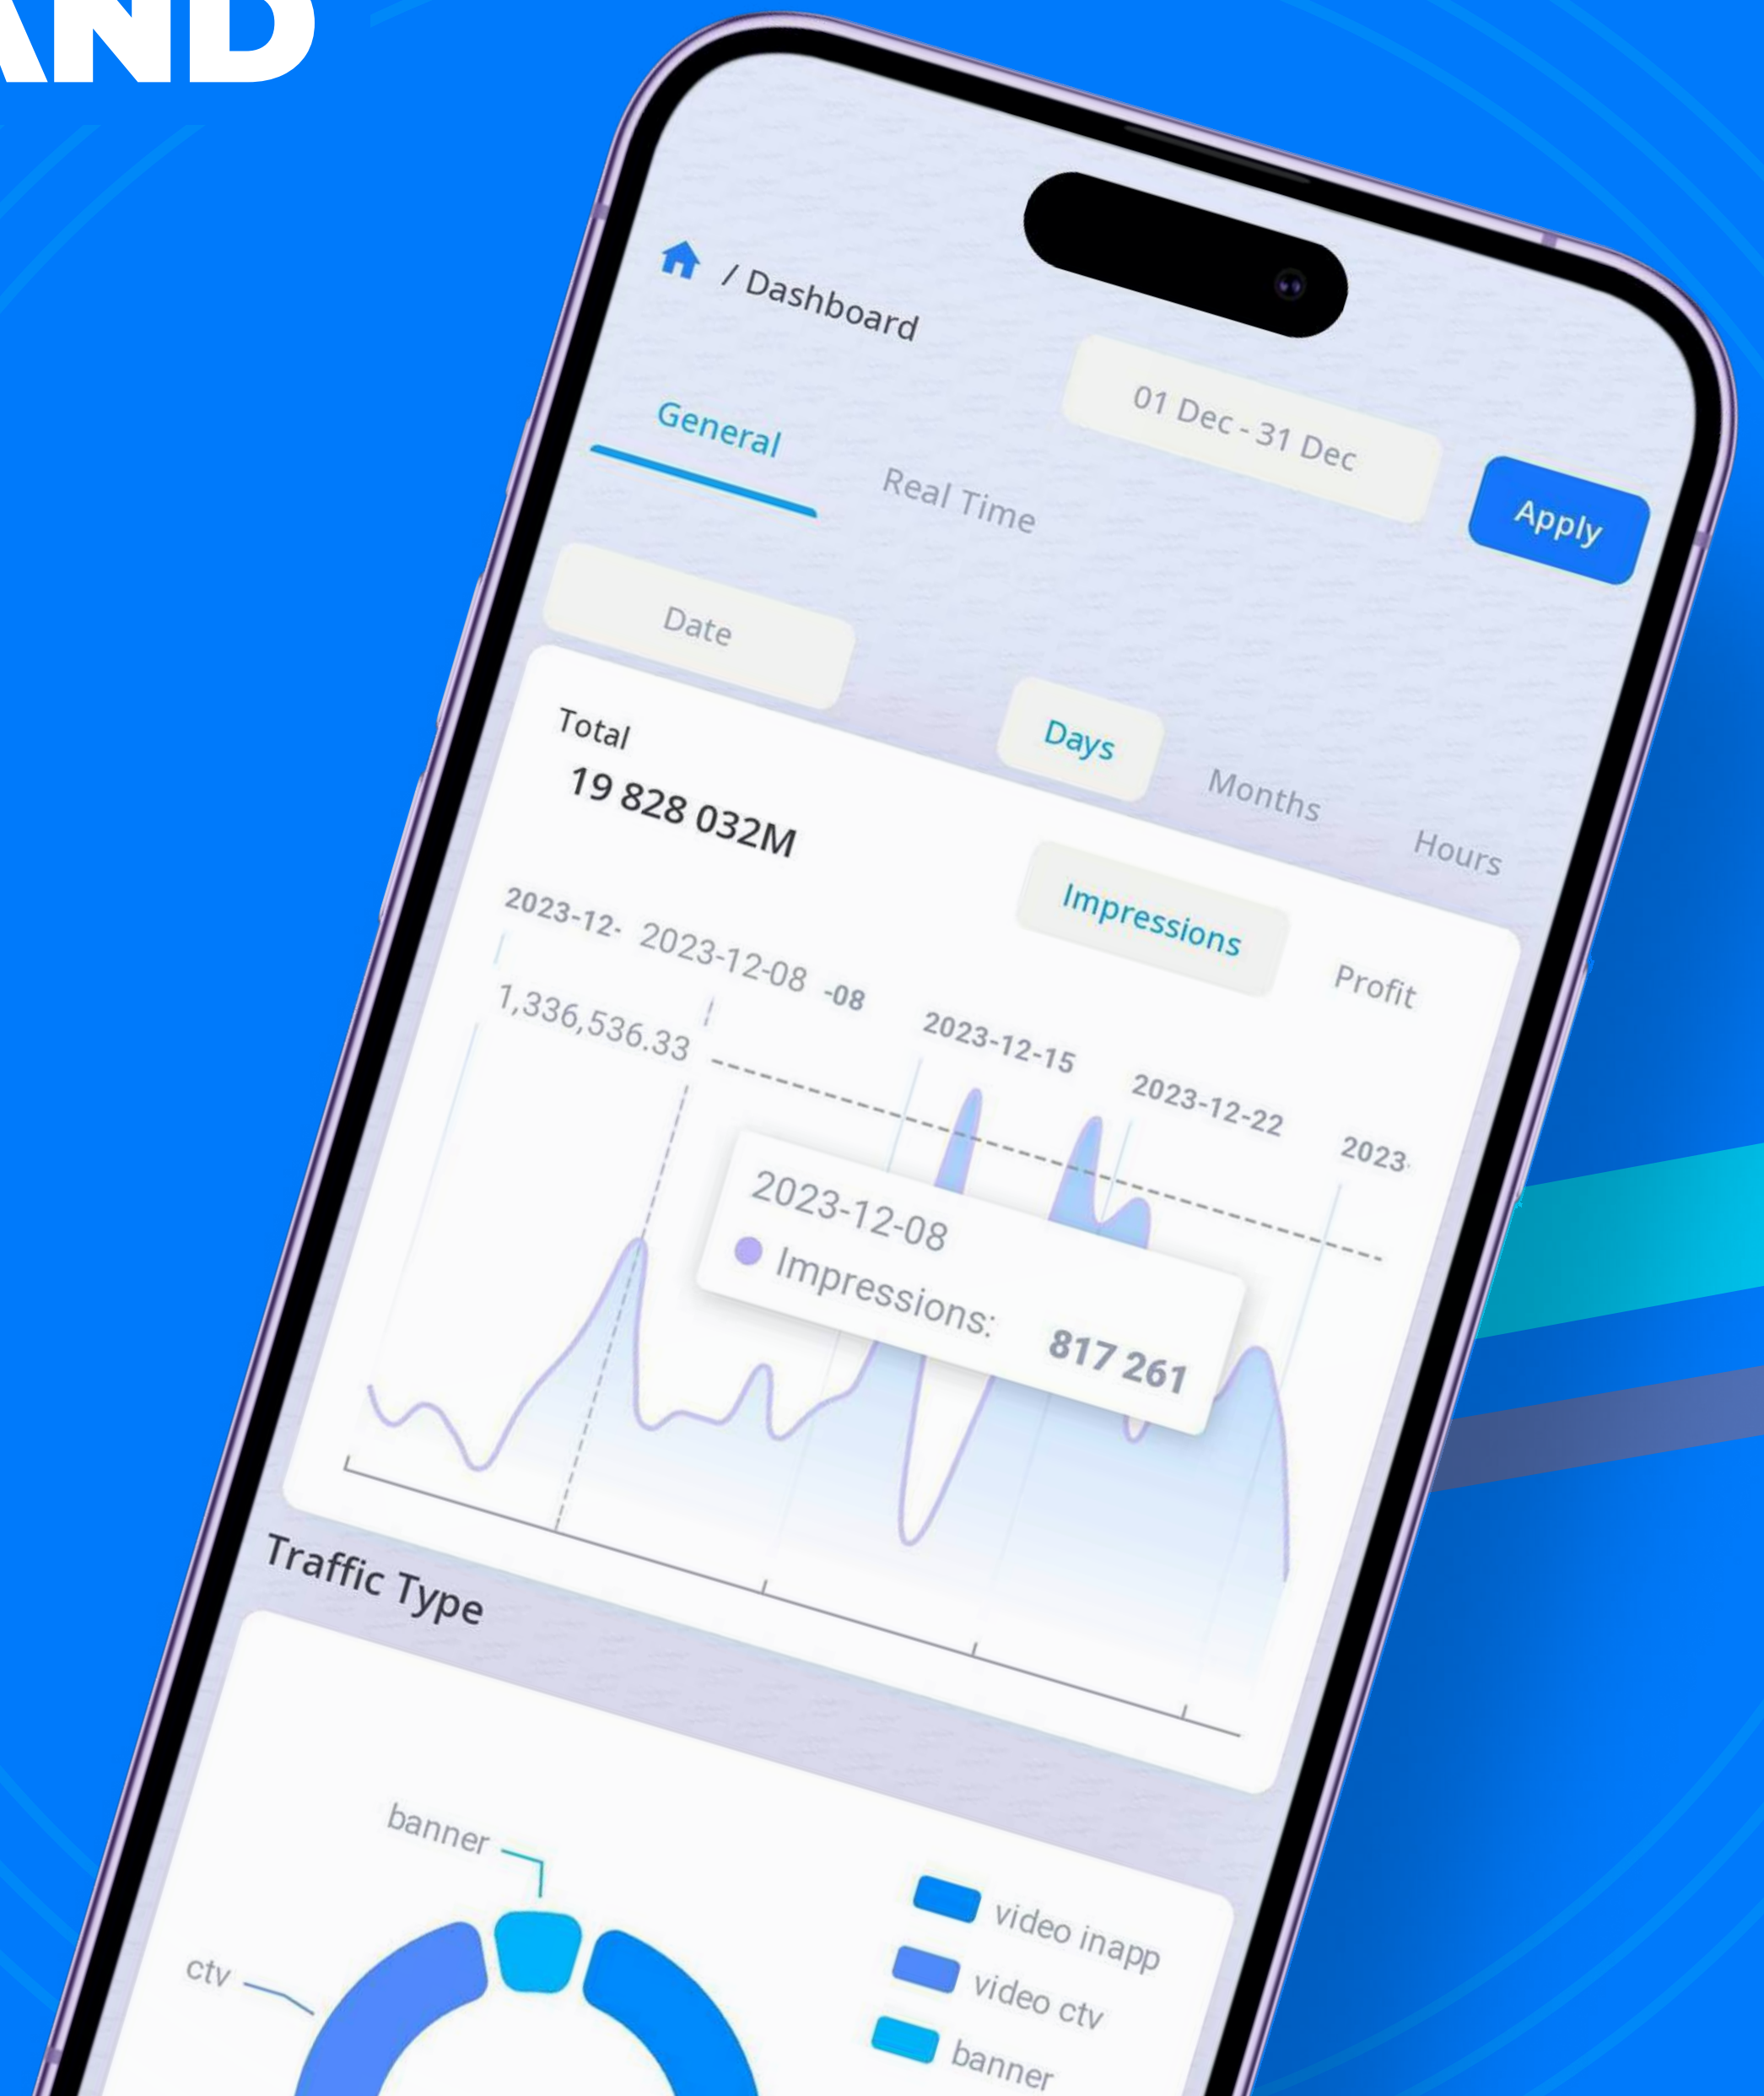 AND
/ Dashboard
01 Dec - 31 Dec
Apply
General
Real Time
Date
Days
Months
Hours
Total
19 828 032M
Impressions
Profit
2023-12-
2023-12-08
-08
2023-12-15
2023-12-22
2023-
1,336,536.33
2023-12-08
Impressions: 817 261
Traffic Type
banner
ctv
video inapp
video ctv
banner